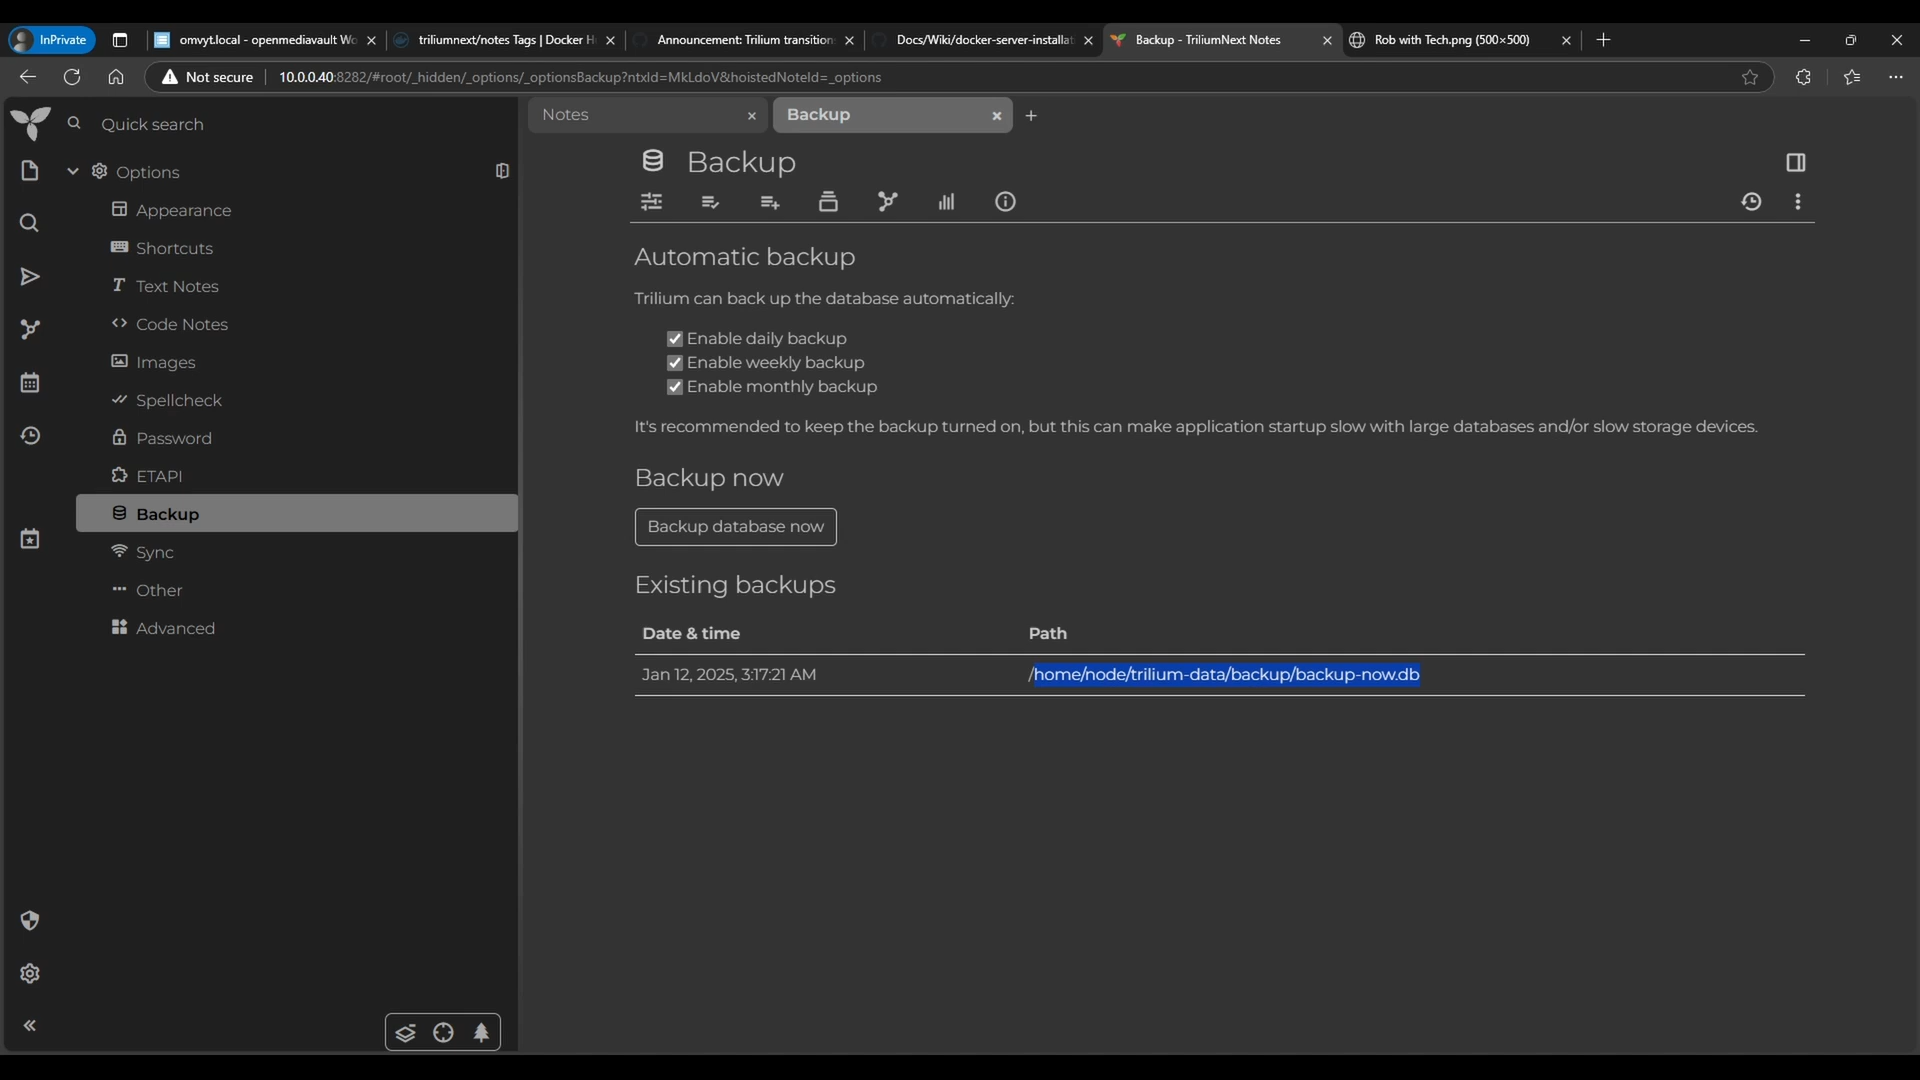 InPrivate
omvyt.local - openmediavault Wo
triliumnext/notes Tags | Docker H
Announcement: Trilium transition
Docs/Wiki/docker-server-installat
Backup - TriliumNext Notes
Rob with Tech.png (500×500)
Not secure
10.0.0.40:8282/#root/_hidden/_options/_optionsBackup?ntxId=MkLdoV&hoistedNoteId=_options
Quick search
Notes
Backup
Options
Appearance
Shortcuts
Text Notes
Code Notes
Images
Spellcheck
Password
ETAPI
Backup
Sync
Other
Advanced
Backup
Automatic backup
Trilium can back up the database automatically:
Enable daily backup
Enable weekly backup
Enable monthly backup
It's recommended to keep the backup turned on, but this can make application startup slow with large databases and/or slow storage devices.
Backup now
Backup database now
Existing backups
Date & time Path
Jan 12, 2025, 3:17:21 AM /home/node/trilium-data/backup/backup-now.db